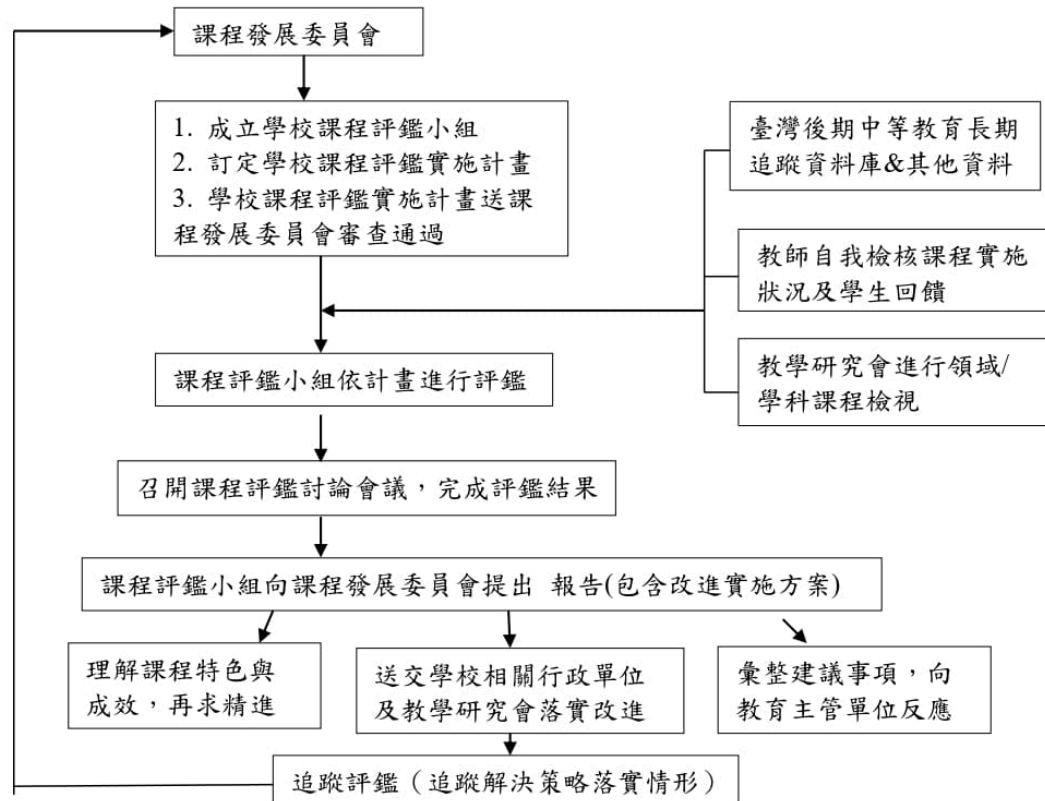 課程發展委員會
1. 成立學校課程評鑑小組
2. 訂定學校課程評鑑實施計畫
3. 學校課程評鑑實施計畫送課
程發展委員會審查通過
臺灣後期中等教育長期
追蹤資料庫&其他資料
教師自我檢核課程實施
狀況及學生回饋
教學研究會進行領域/
學科課程檢視
課程評鑑小組依計畫進行評鑑
召開課程評鑑討論會議，完成評鑑結果
課程評鑑小組向課程發展委員會提出 報告(包含改進實施方案)
理解課程特色與
成效，再求精進
送交學校相關行政單位
及教學研究會落實改進
彙整建議事項，向
教育主管單位反應
追蹤評鑑（追蹤解決策略落實情形）